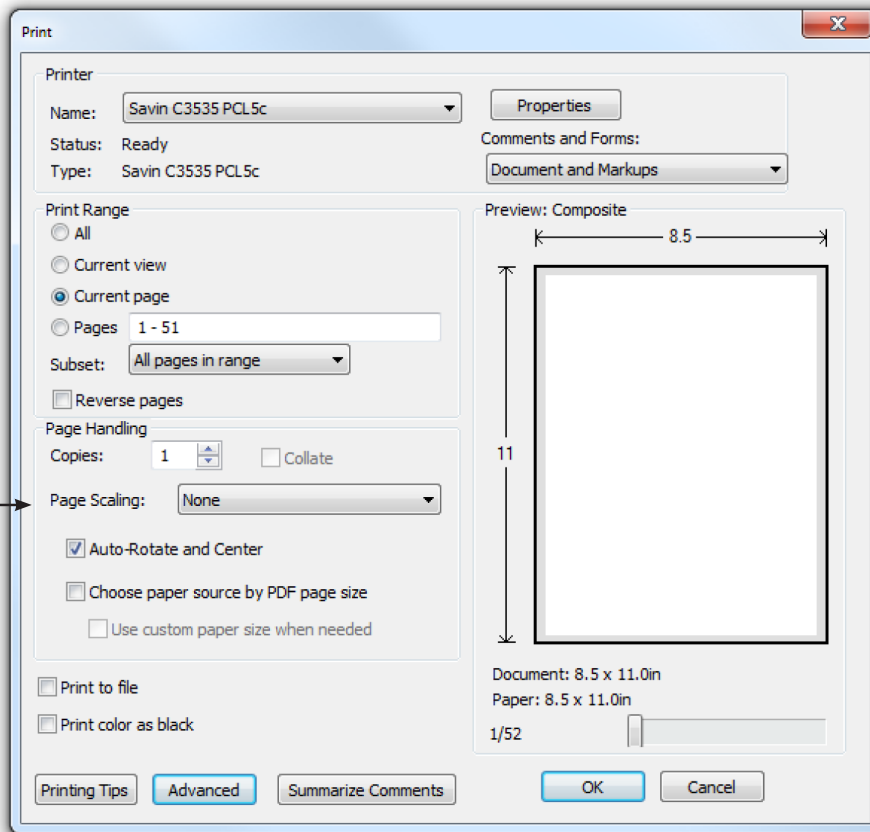 Print
Printer
Name: Savin C3535 PCL5c Properties
Status: Ready Comments and Forms:
Type: Savin C3535 PCL5c Document and Markups
Print Range
All
Current view
Current page
Pages 1 - 51
Subset: All pages in range
Reverse pages
Page Handling
Copies: 1 Collate
Page Scaling: None
Auto-Rotate and Center
Choose paper source by PDF page size
Use custom paper size when needed
Print to file
Print color as black
Preview: Composite
8.5
11
Document: 8.5 x 11.0in
Paper: 8.5 x 11.0in
1/52
Printing Tips Advanced Summarize Comments OK Cancel